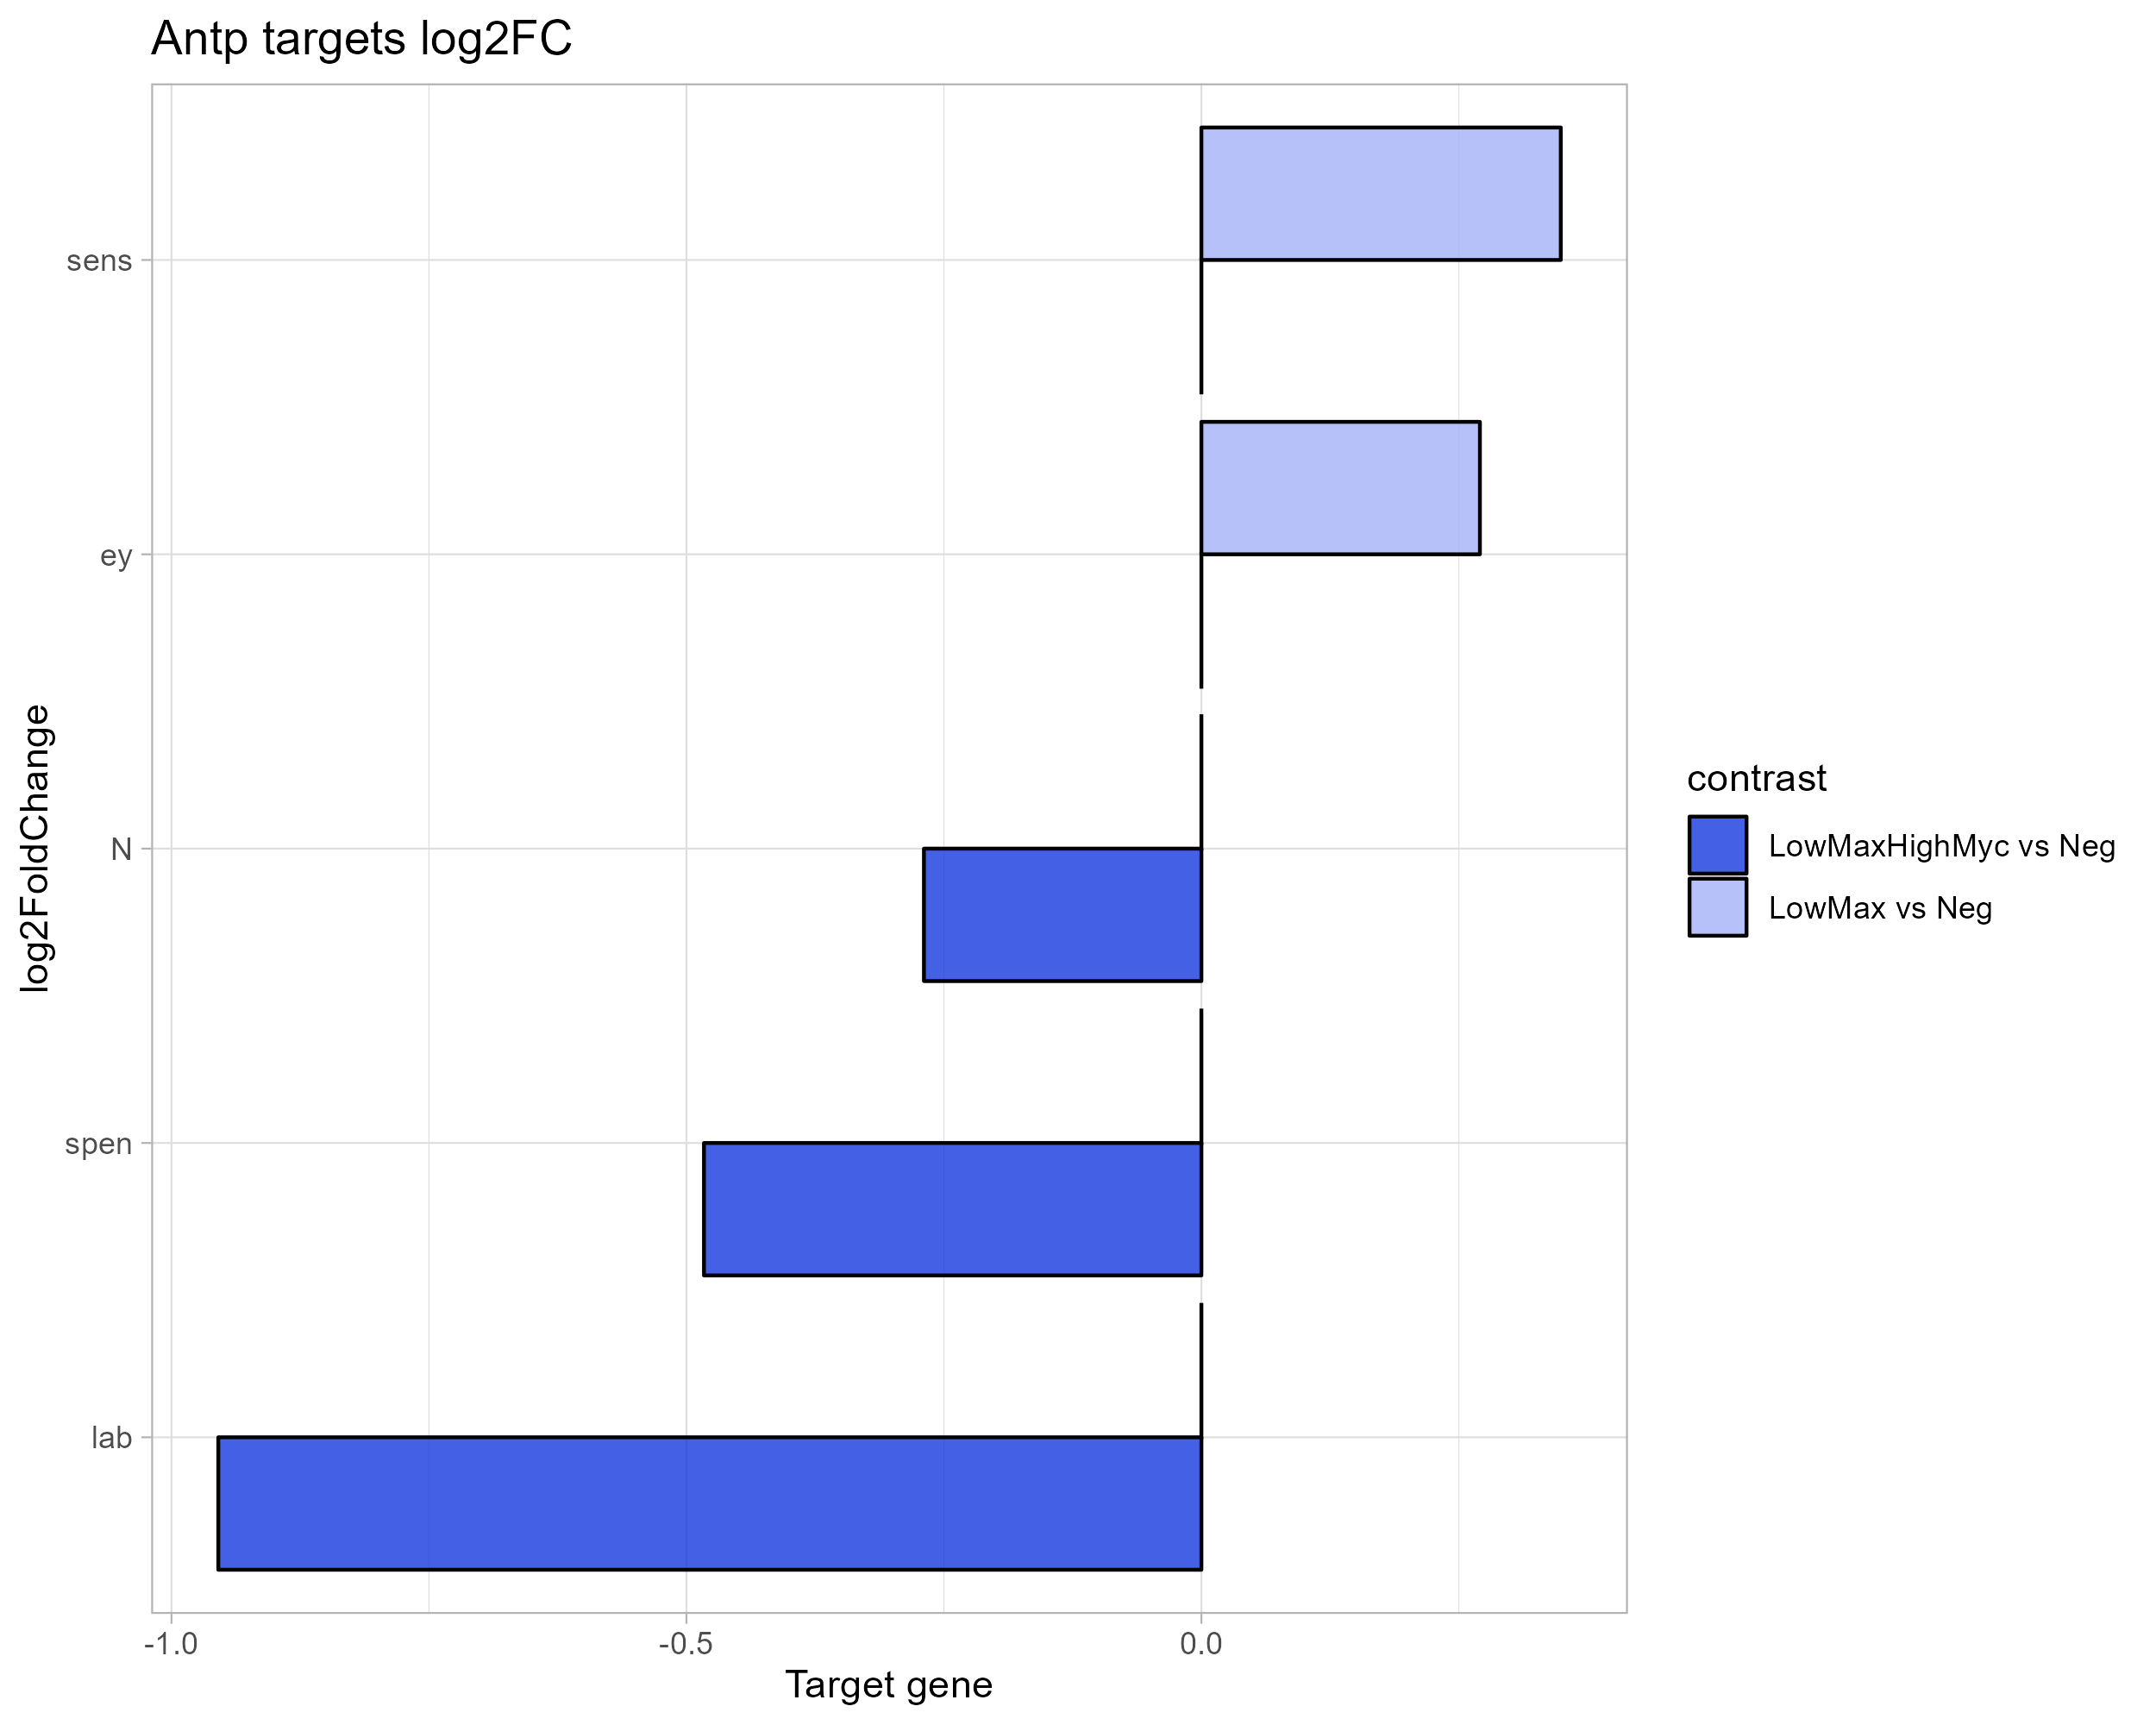 Antp targets log2FC
sens
ey
N
spen
lab
log2FoldChange
-1.0
-0.5
0.0
Target gene
contrast
LowMaxHighMyc vs Neg
LowMax vs Neg